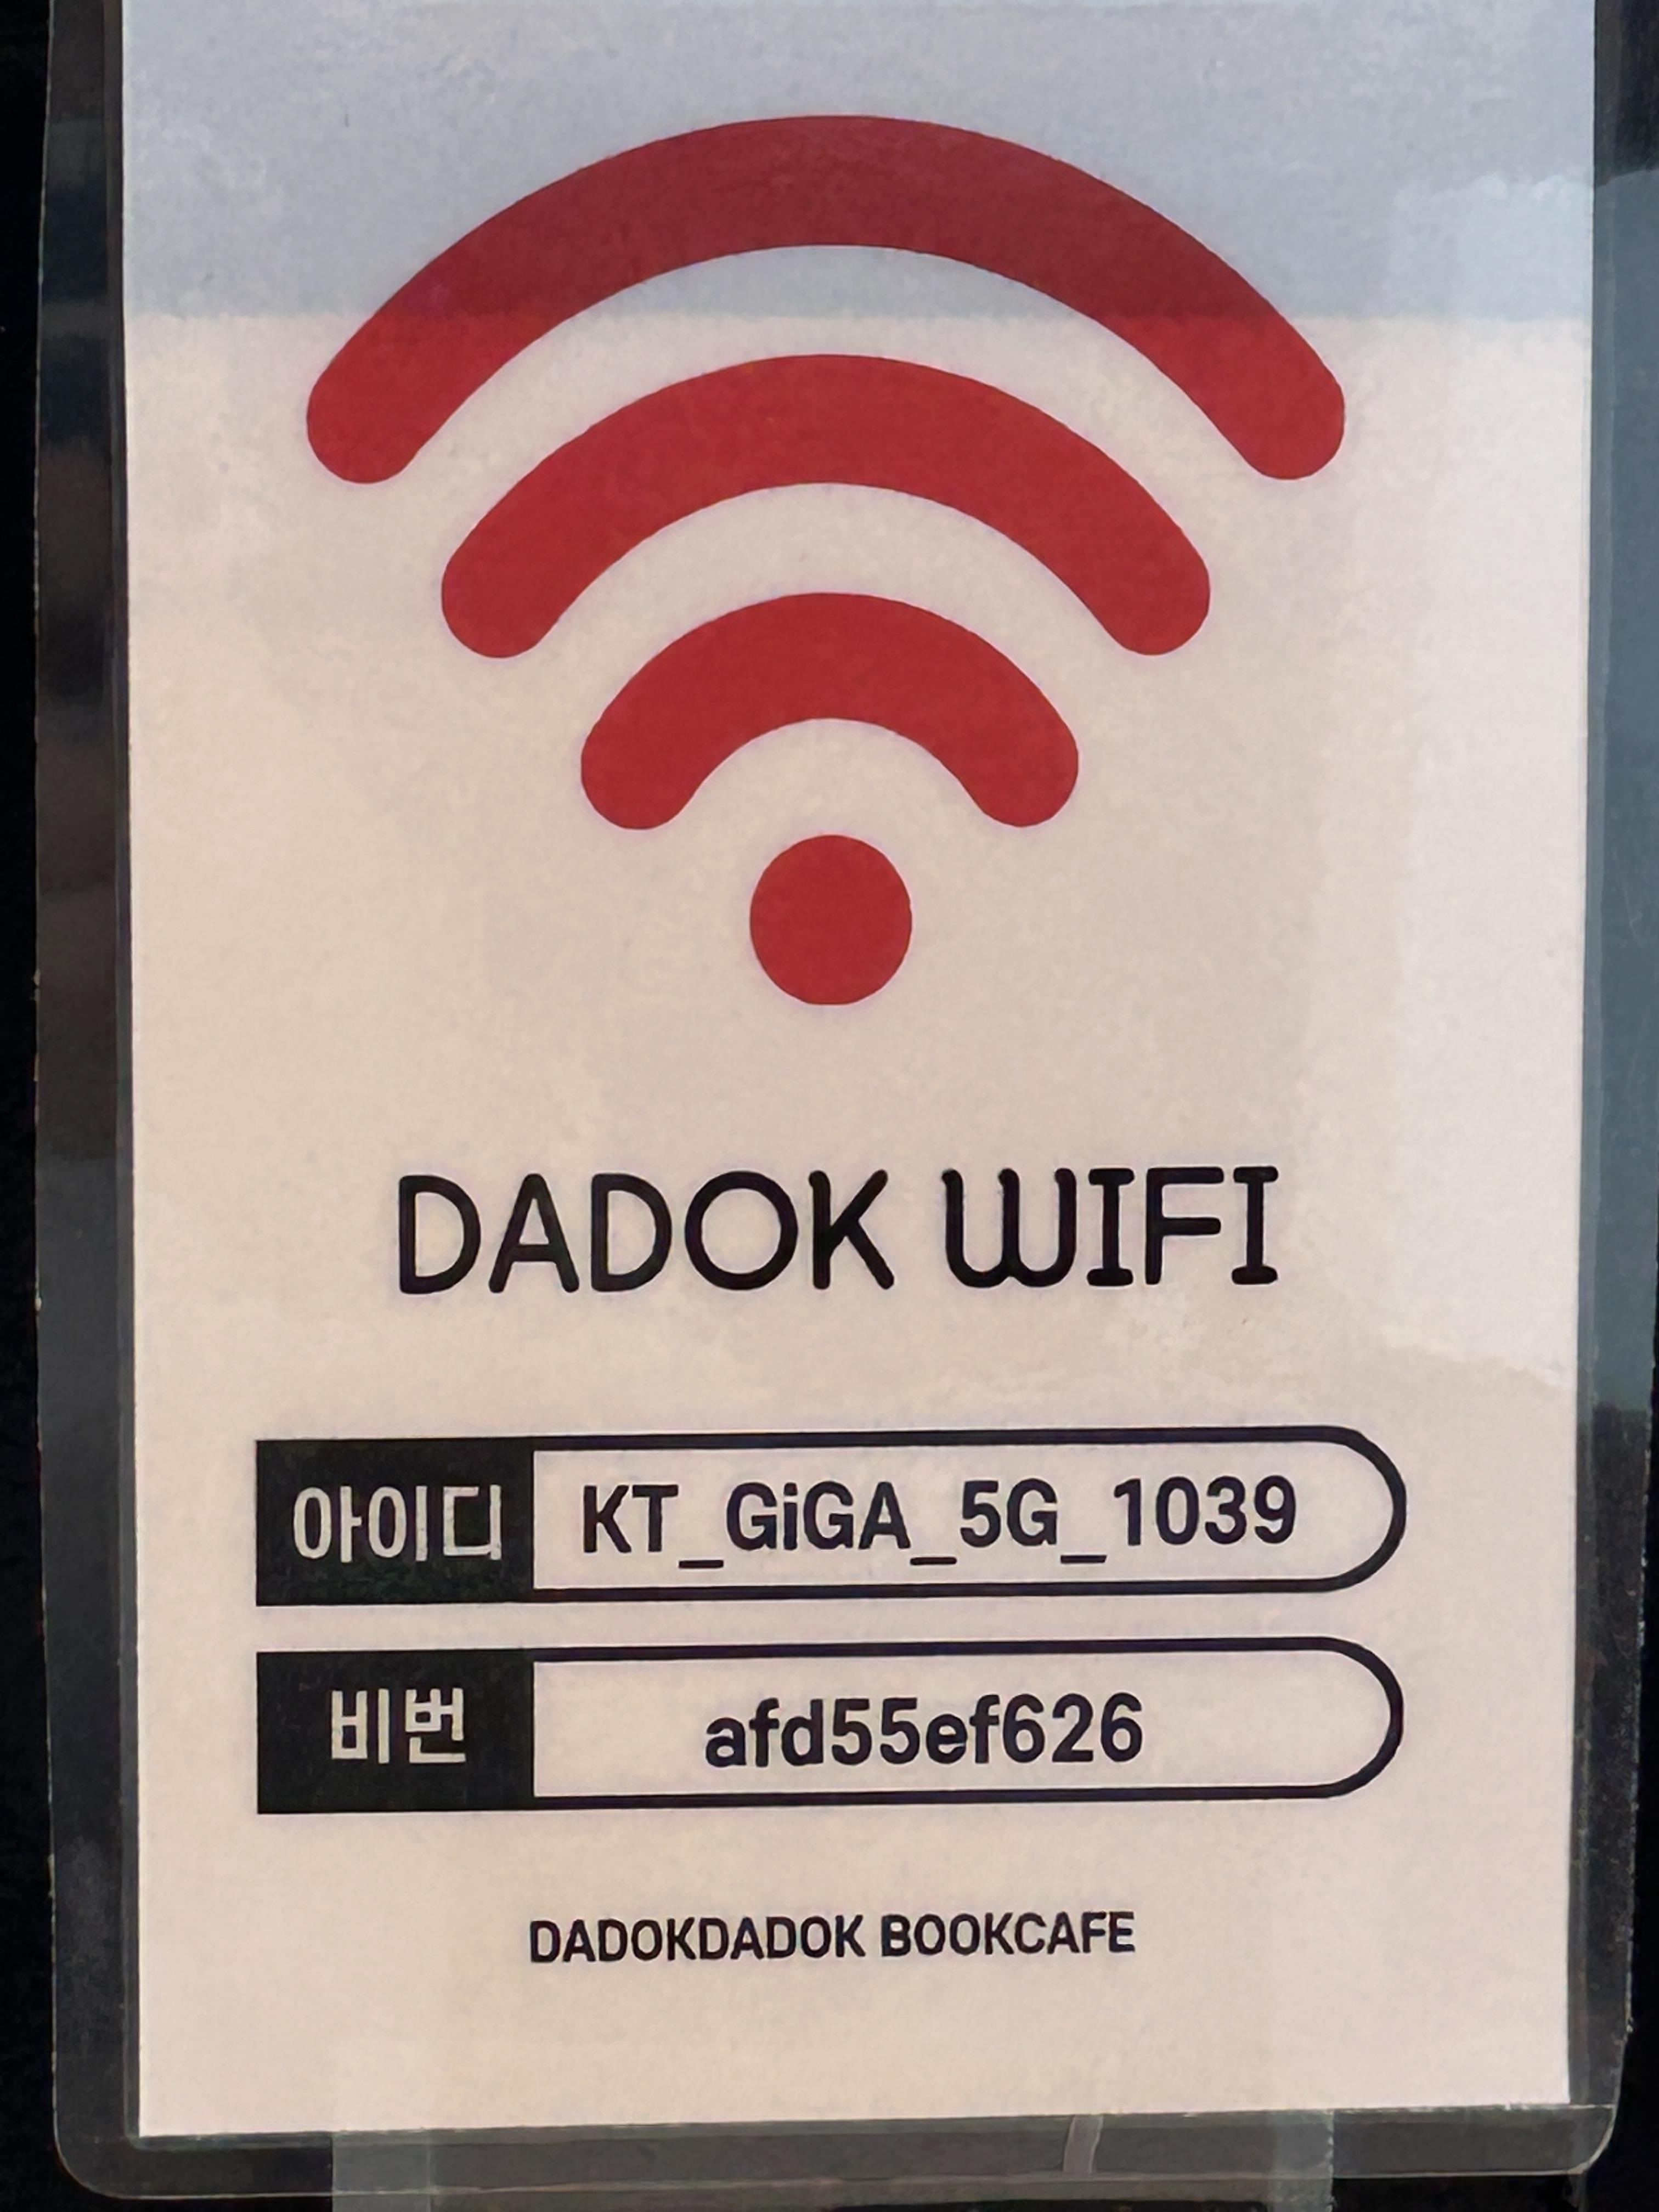 DADOK WIFI
아이디 KT_GiGA_5G_1039
비번 afd55ef626
DADOKDADOK BOOKCAFE